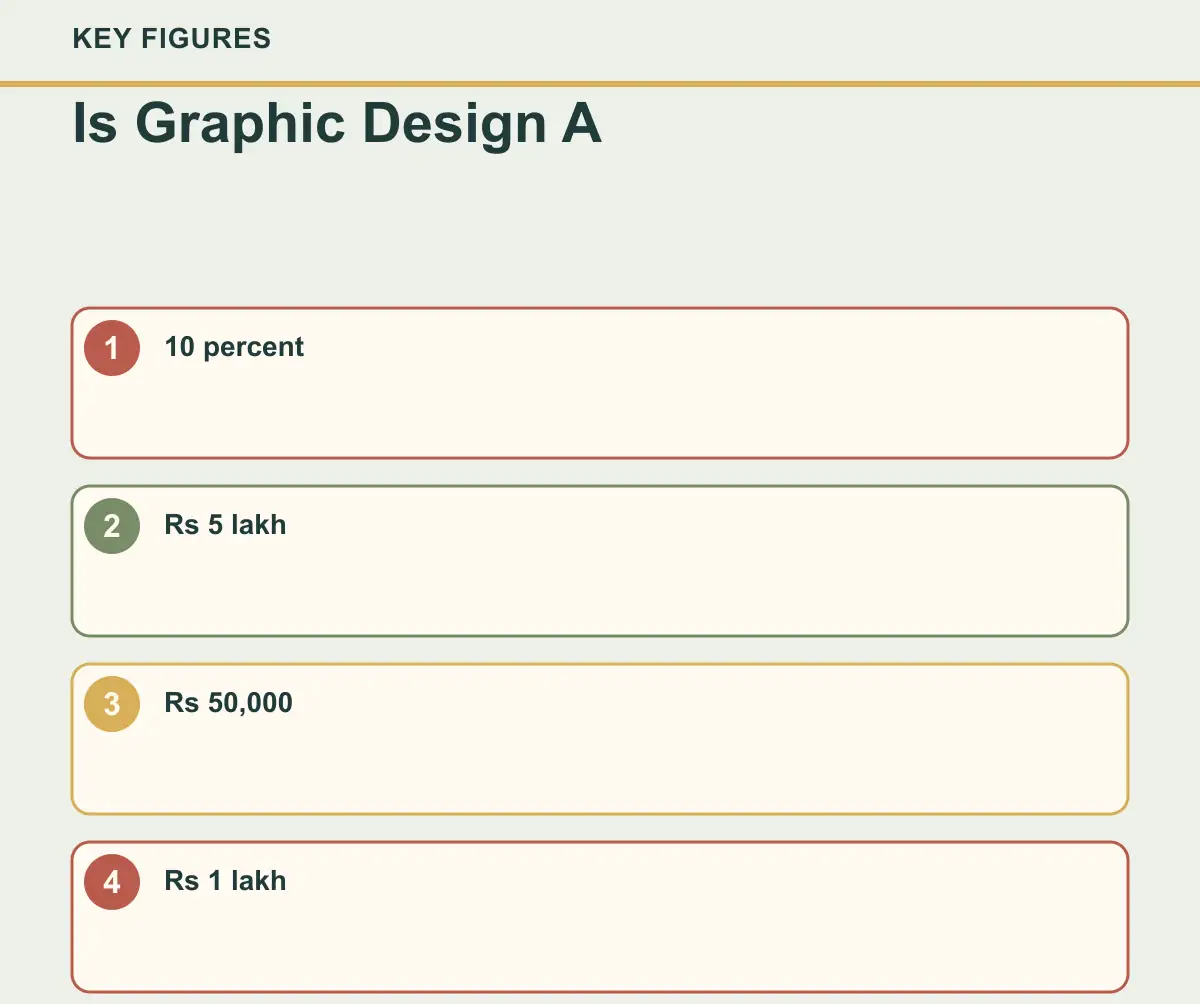 KEY FIGURES
Is Graphic Design A
1 10 percent
2 Rs 5 lakh
3 Rs 50,000
4 Rs 1 lakh